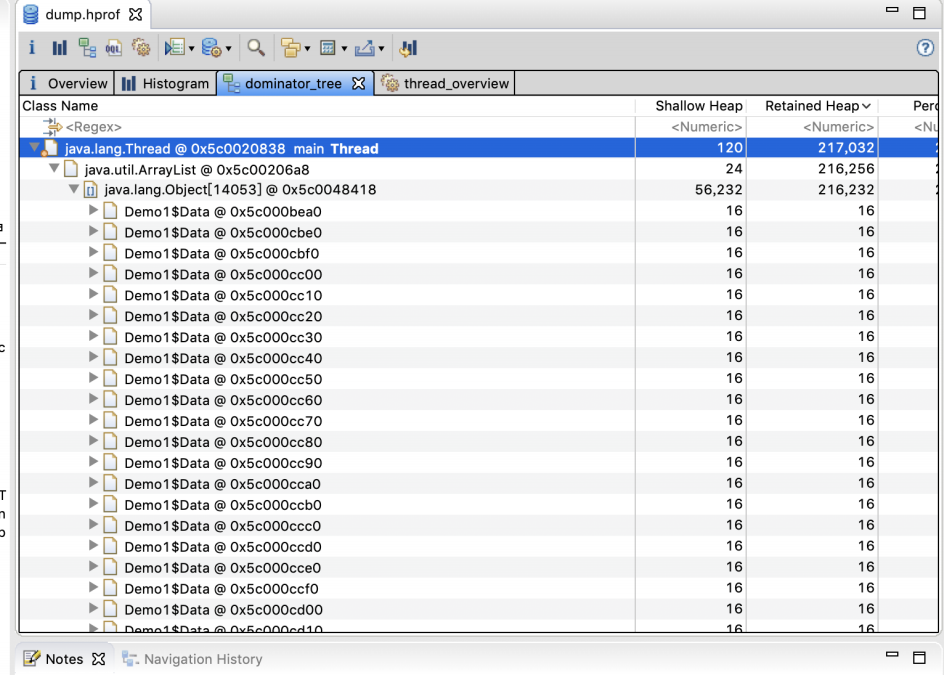 dump.hprof
i OQL
i Overview Histogram dominator_tree thread_overview
Class Name Shallow Heap Retained Heap Perc
<Regex> <Numeric> <Numeric> <Nu
java.lang.Thread @ 0x5c0020838 main Thread 120 217,032
java.util.ArrayList @ 0x5c00206a8 24 216,256
java.lang.Object[14053] @ 0x5c0048418 56,232 216,232
Demo1$Data @ 0x5c000bea0 16 16
Demo1$Data @ 0x5c000cbe0 16 16
Demo1$Data @ 0x5c000cbf0 16 16
Demo1$Data @ 0x5c000cc00 16 16
Demo1$Data @ 0x5c000cc10 16 16
Demo1$Data @ 0x5c000cc20 16 16
Demo1$Data @ 0x5c000cc30 16 16
Demo1$Data @ 0x5c000cc40 16 16
Demo1$Data @ 0x5c000cc50 16 16
Demo1$Data @ 0x5c000cc60 16 16
Demo1$Data @ 0x5c000cc70 16 16
Demo1$Data @ 0x5c000cc80 16 16
Demo1$Data @ 0x5c000cc90 16 16
Demo1$Data @ 0x5c000cca0 16 16
Demo1$Data @ 0x5c000ccb0 16 16
Demo1$Data @ 0x5c000ccc0 16 16
Demo1$Data @ 0x5c000ccd0 16 16
Demo1$Data @ 0x5c000cce0 16 16
Demo1$Data @ 0x5c000ccf0 16 16
Demo1$Data @ 0x5c000cd00 16 16
Demo1$Data @ 0x5c000cd10 16 16
Notes Navigation History